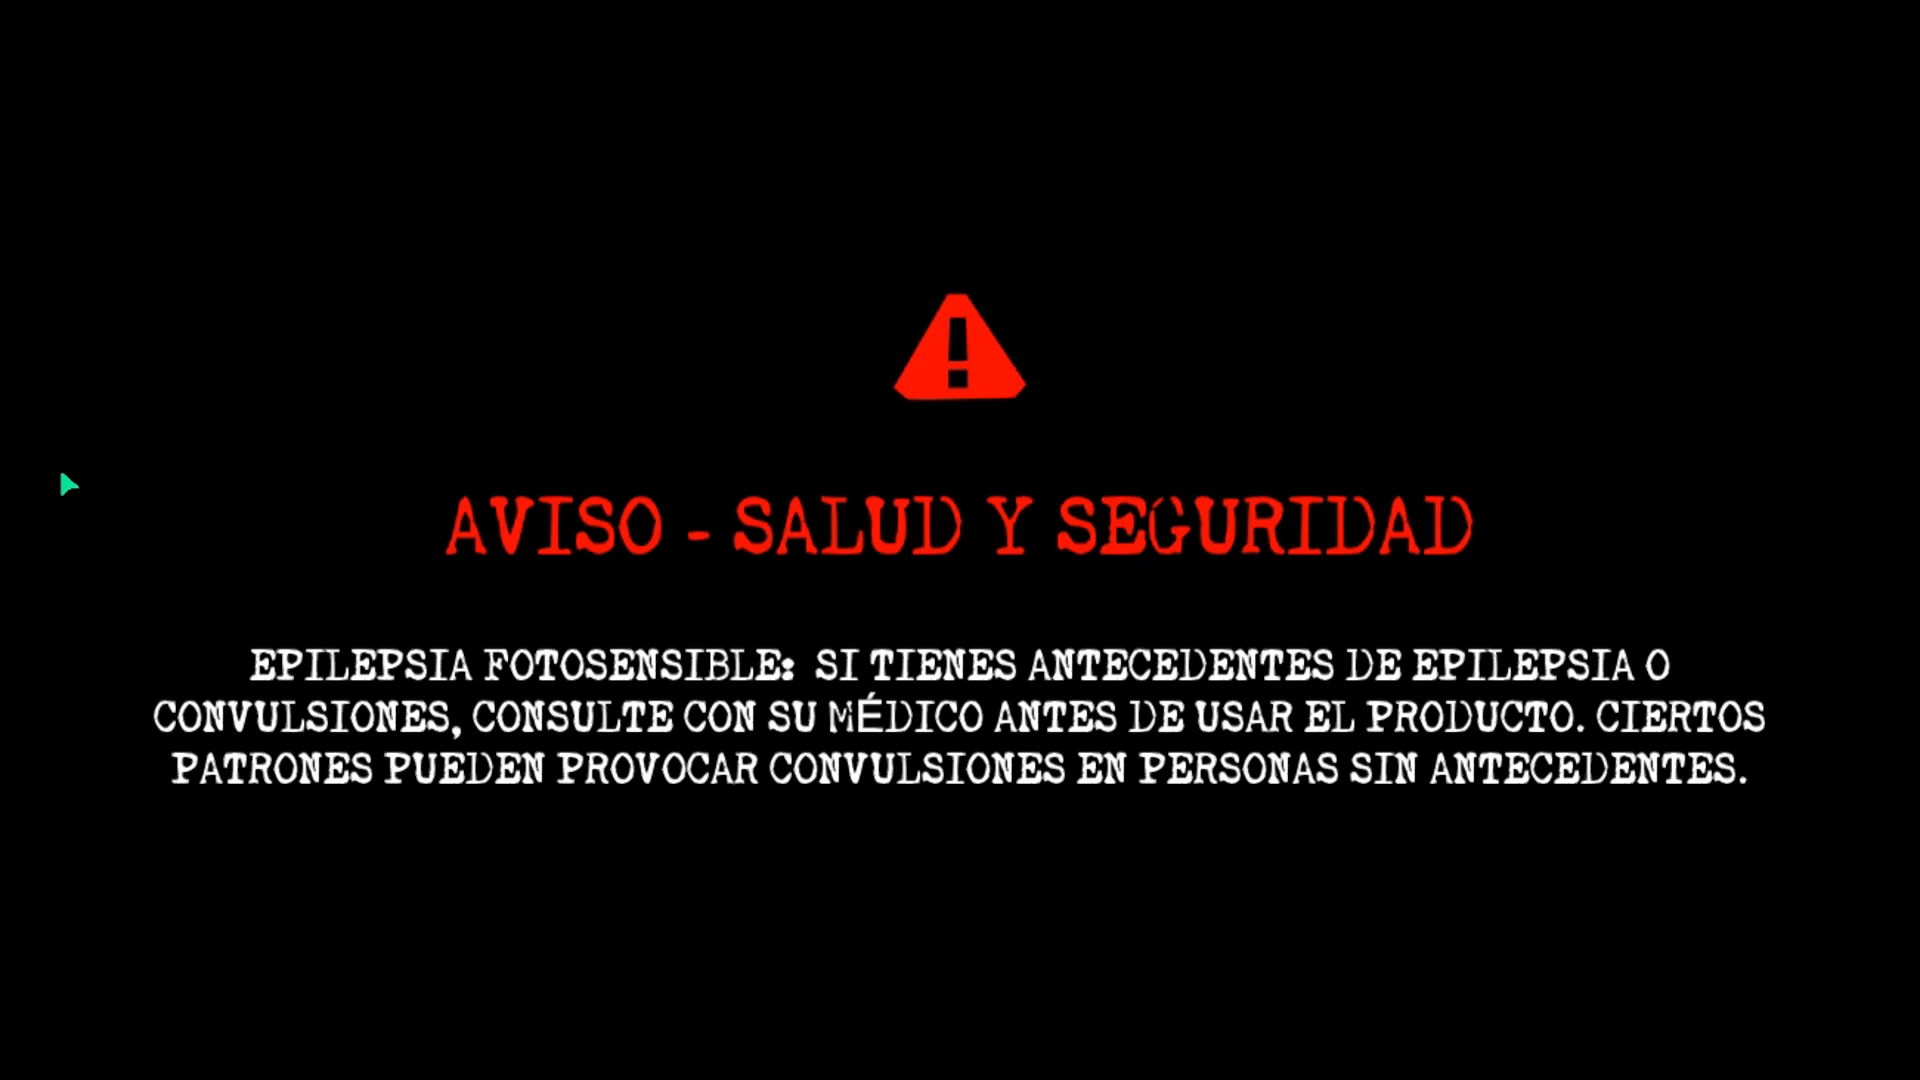 AVISO - SALUD Y SEGURIDAD
EPILEPSIA FOTOSENSIBLE: SI TIENES ANTECEDENTES DE EPILEPSIA O
CONVULSIONES, CONSULTE CON SU MÉDICO ANTES DE USAR EL PRODUCTO. CIERTOS
PATRONES PUEDEN PROVOCAR CONVULSIONES EN PERSONAS SIN ANTECEDENTES.